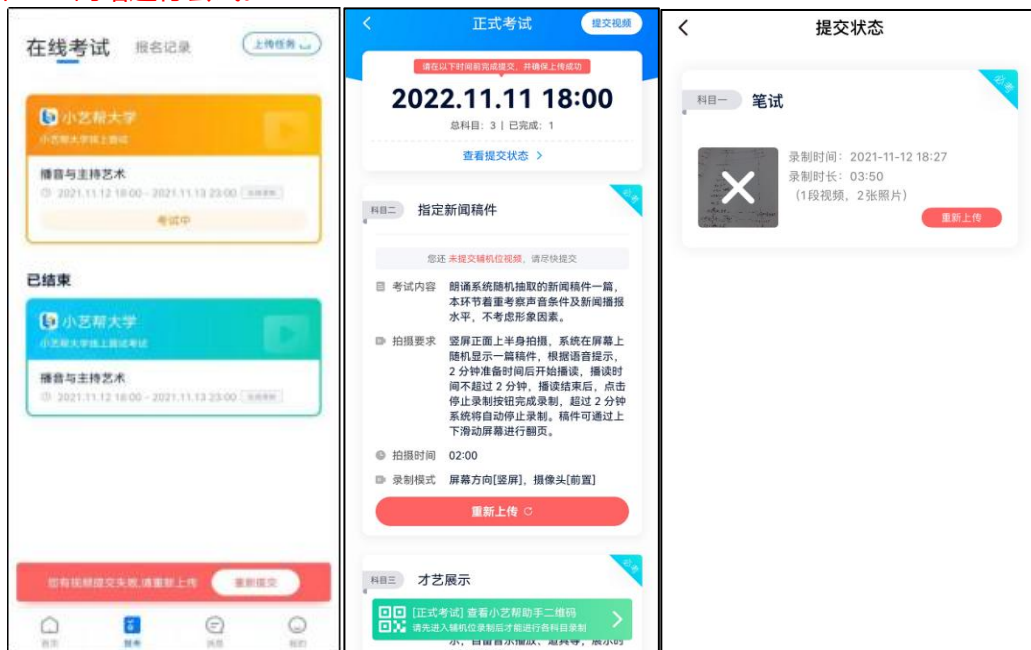 在线考试 报名记录 上传任务
小艺帮大学
小艺帮大学线上面试
播音与主持艺术
2021.11.12 18:00 - 2021.11.13 23:00
考试中
已结束
小艺帮大学
小艺帮大学线上面试考试
播音与主持艺术
2021.11.12 18:00 - 2021.11.13 23:00
您有视频提交失败,请重新上传 重新提交
首页 报考 消息 我的
正式考试 提交视频
请在以下时间前完成提交，并确保上传成功
2022.11.11 18:00
总科目：3 | 已完成：1
查看提交状态 >
必考
科目二 指定新闻稿件
您还 未提交辅机位视频，请尽快提交
考试内容 朗诵系统随机抽取的新闻稿件一篇，
本环节着重考察声音条件及新闻播报
水平，不考虑形象因素。
拍摄要求 竖屏正面上半身拍摄，系统在屏幕上
随机显示一篇稿件，根据语音提示，
2 分钟准备时间后开始播读，播读时
间不超过 2 分钟，播读结束后，点击
停止录制按钮完成录制，超过 2 分钟
系统将自动停止录制。稿件可通过上
下滑动屏幕进行翻页。
拍摄时间 02:00
录制模式 屏幕方向[竖屏]，摄像头[前置]
重新上传
必考
科目三 才艺展示
[正式考试] 查看小艺帮助手二维码
请先进入辅机位录制后才能进行各科目录制
提交状态
必考
科目一 笔试
录制时间：2021-11-12 18:27
录制时长：03:50
（1段视频，2张照片）
重新上传